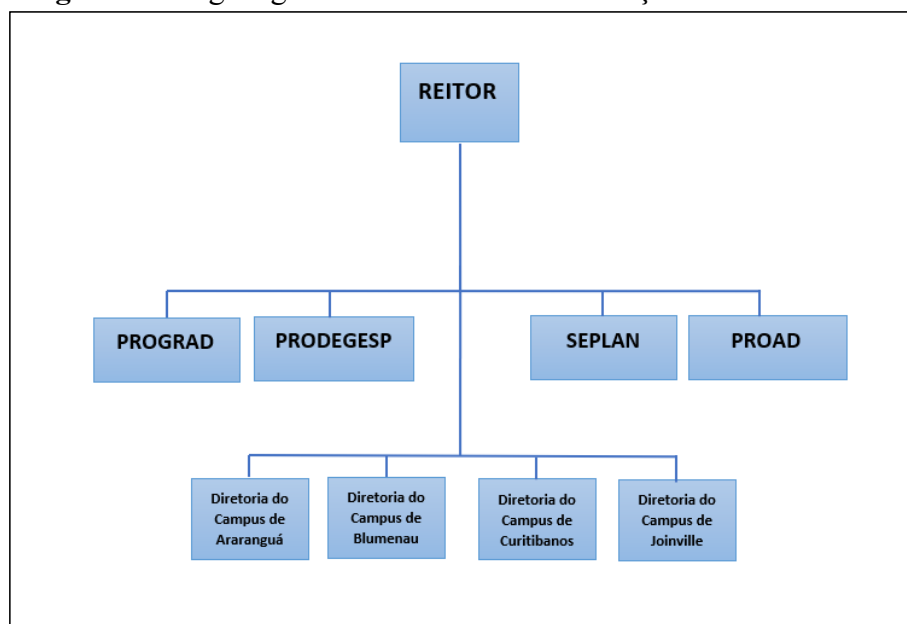 REITOR
PROGRAD
PRODEGESP
SEPLAN
PROAD
Diretoria do
Campus de
Araranguá
Diretoria do
Campus de
Blumenau
Diretoria do
Campus de
Curitibanos
Diretoria do
Campus de
Joinville